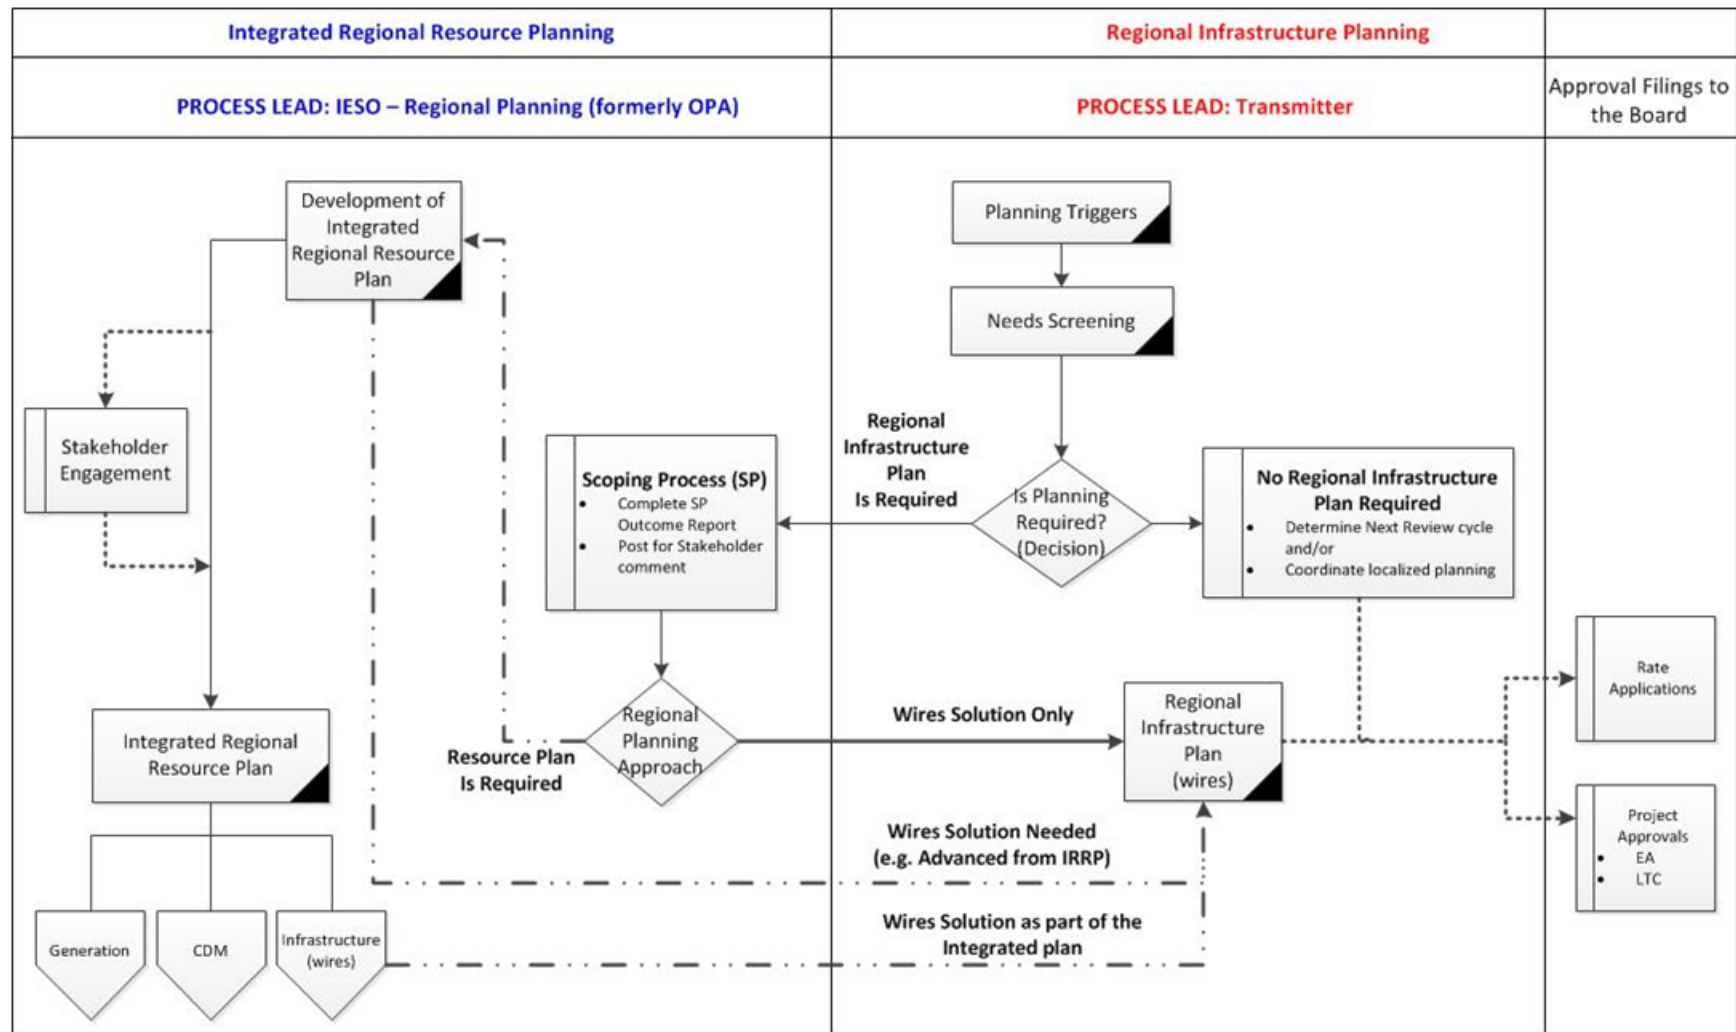 Integrated Regional Resource Planning
Regional Infrastructure Planning
PROCESS LEAD: IESO – Regional Planning (formerly OPA)
PROCESS LEAD: Transmitter
Approval Filings to
the Board
Development of
Integrated
Regional Resource
Plan
Planning Triggers
Needs Screening
Stakeholder
Engagement
Scoping Process (SP)
• Complete SP
Outcome Report
• Post for Stakeholder
comment
Regional
Infrastructure
Plan
Is Required
Is Planning
Required?
(Decision)
No Regional Infrastructure
Plan Required
• Determine Next Review cycle
and/or
• Coordinate localized planning
Integrated Regional
Resource Plan
Resource Plan
Is Required
Regional
Planning
Approach
Wires Solution Only
Regional
Infrastructure
Plan
(wires)
Rate
Applications
Wires Solution Needed
(e.g. Advanced from IRRP)
Project
Approvals
• EA
• LTC
Generation
CDM
Infrastructure
(wires)
Wires Solution as part of the
Integrated plan